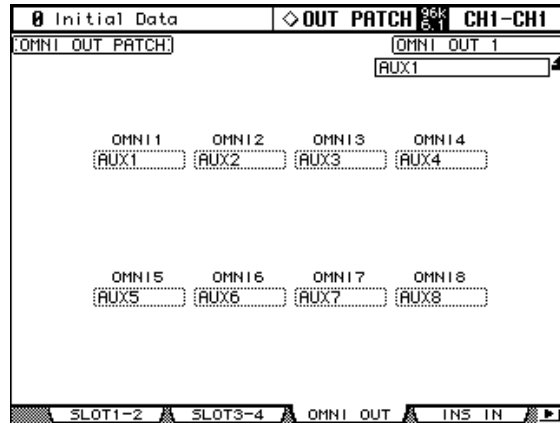 0 Initial Data ◇OUT PATCH 96k 6.1 CH1-CH1
OMNI OUT PATCH
OMNI OUT 1
AUX1
OMNI1 OMNI2 OMNI3 OMNI4
AUX1 AUX2 AUX3 AUX4
OMNI5 OMNI6 OMNI7 OMNI8
AUX5 AUX6 AUX7 AUX8
SLOT1-2 SLOT3-4 OMNI OUT INS IN